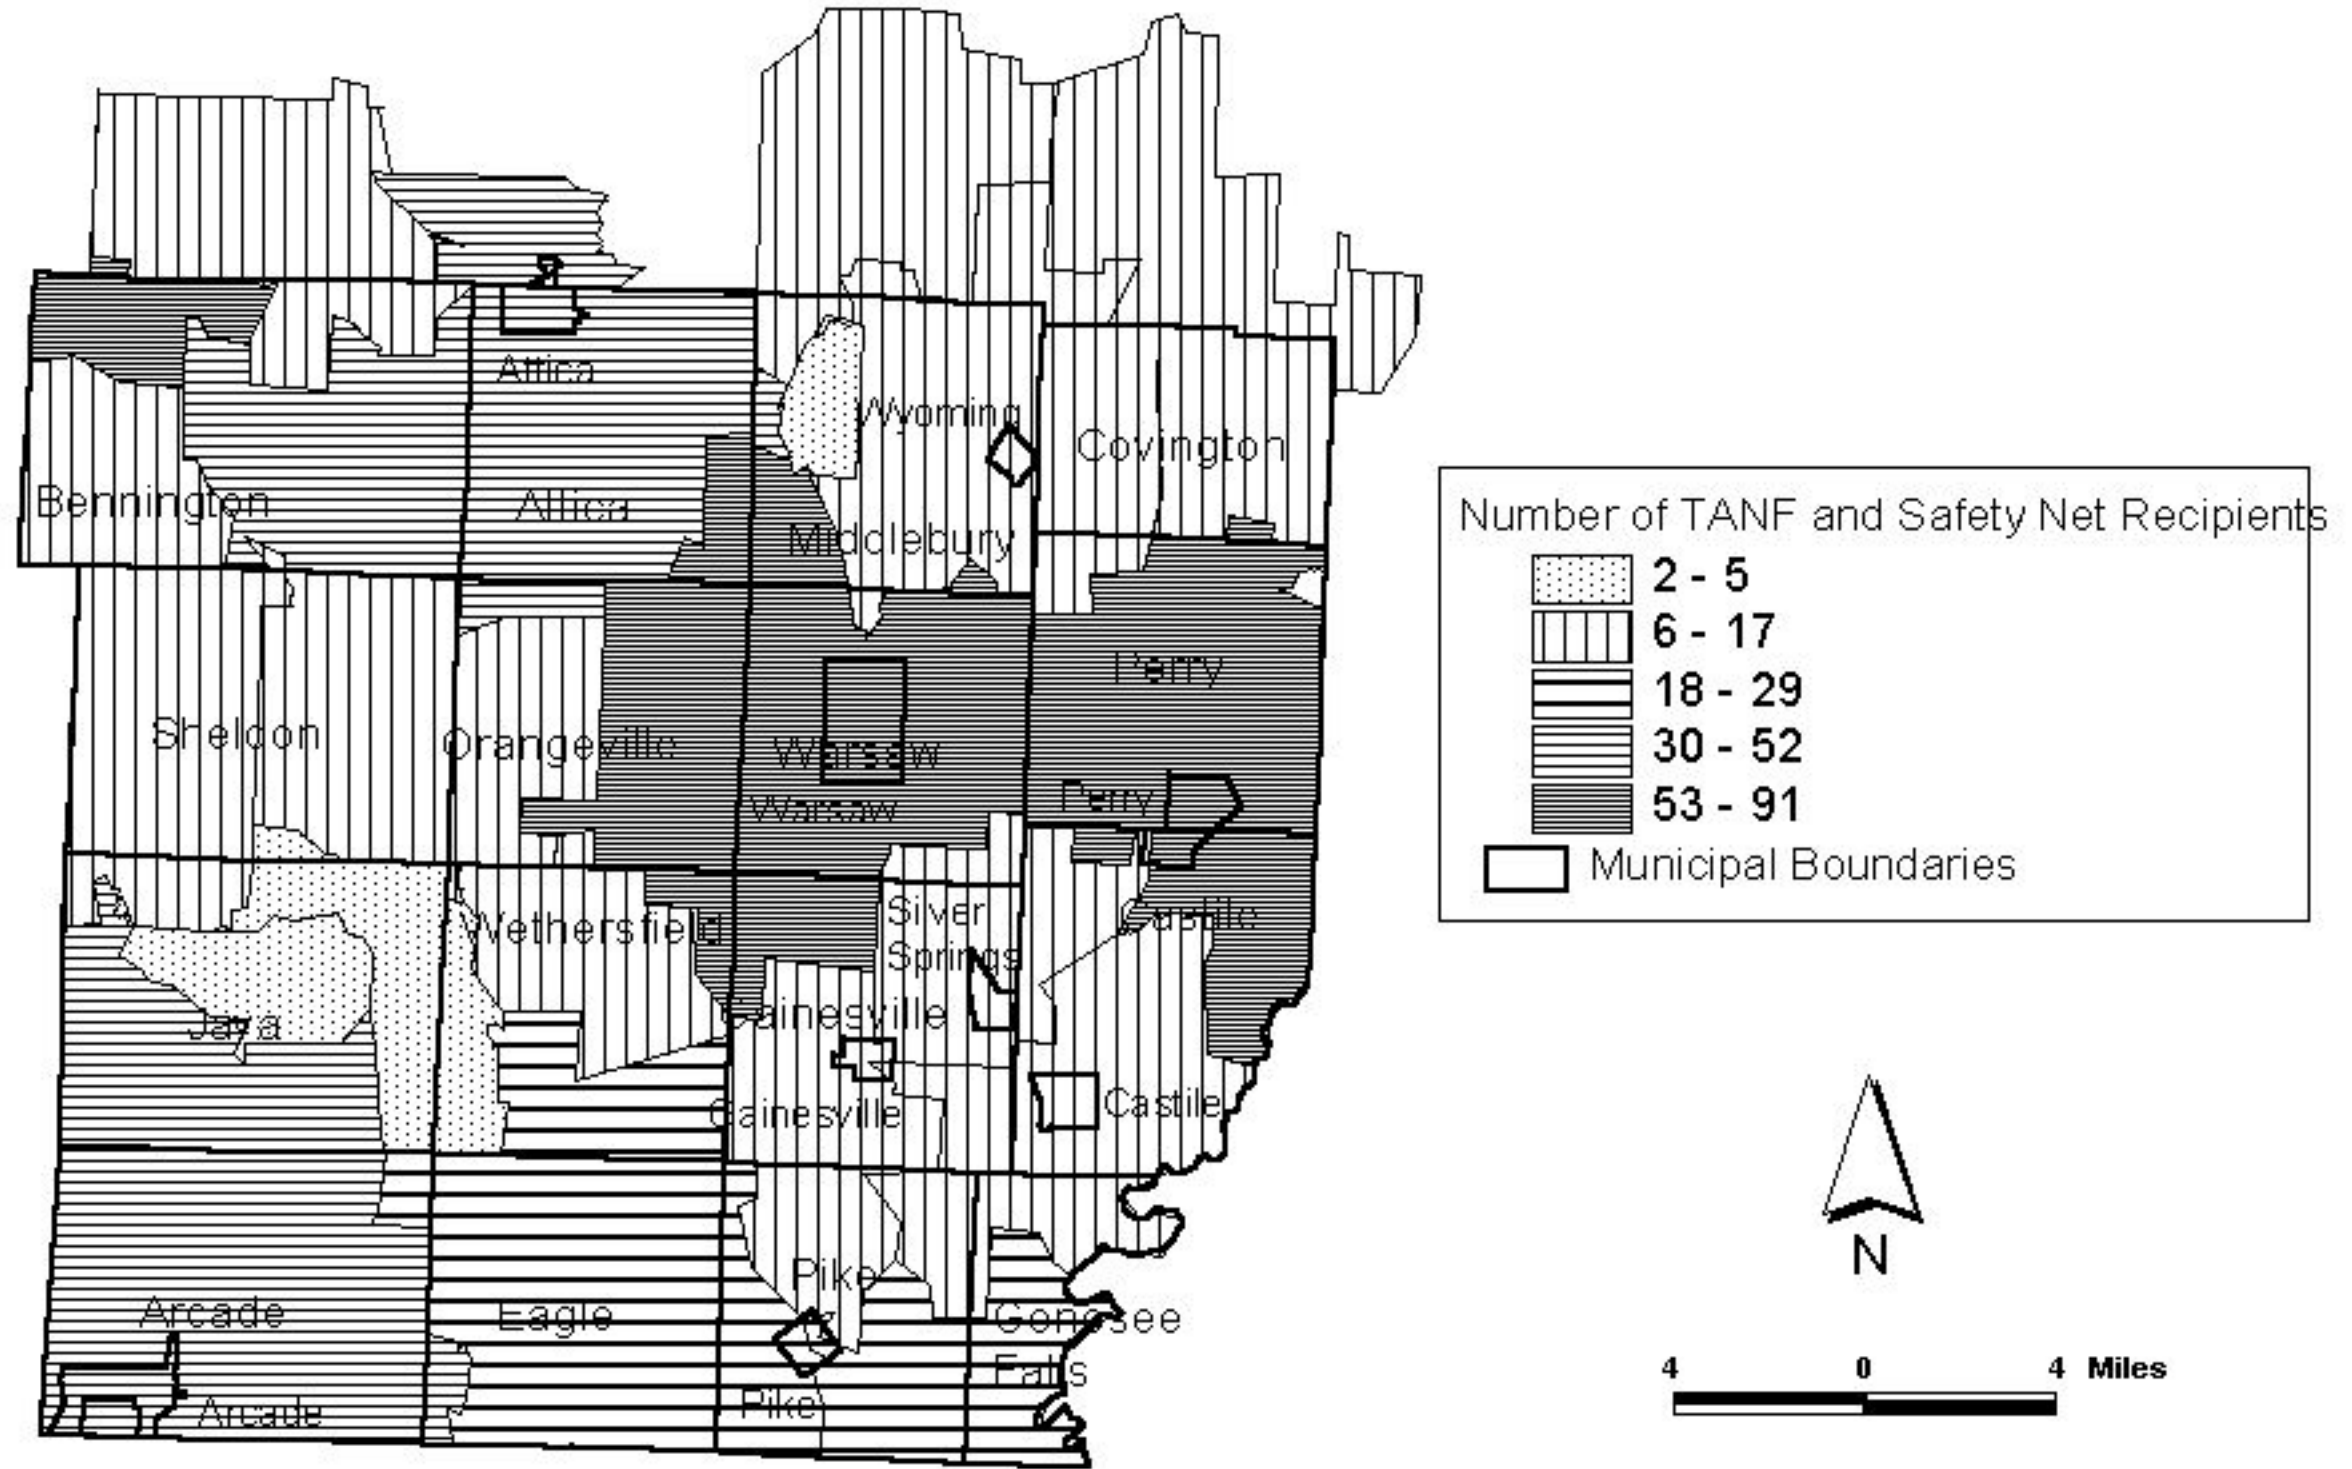 Attica
Wyoming
Covington
Bennington
Attica
Middlebury
Number of TANF and Safety Net Recipients
2 - 5
6 - 17
18 - 29
30 - 52
53 - 91
Municipal Boundaries
Perry
Sheldon
Orangeville
Warsaw
Perry
Warsaw
Wethersfield
Silver
Springs
Castile
Java
Gainesville
Gainesville
Castile
N
Pike
Arcade
Eagle
Genesee
Falls
Arcade
Pike
4 0 4 Miles